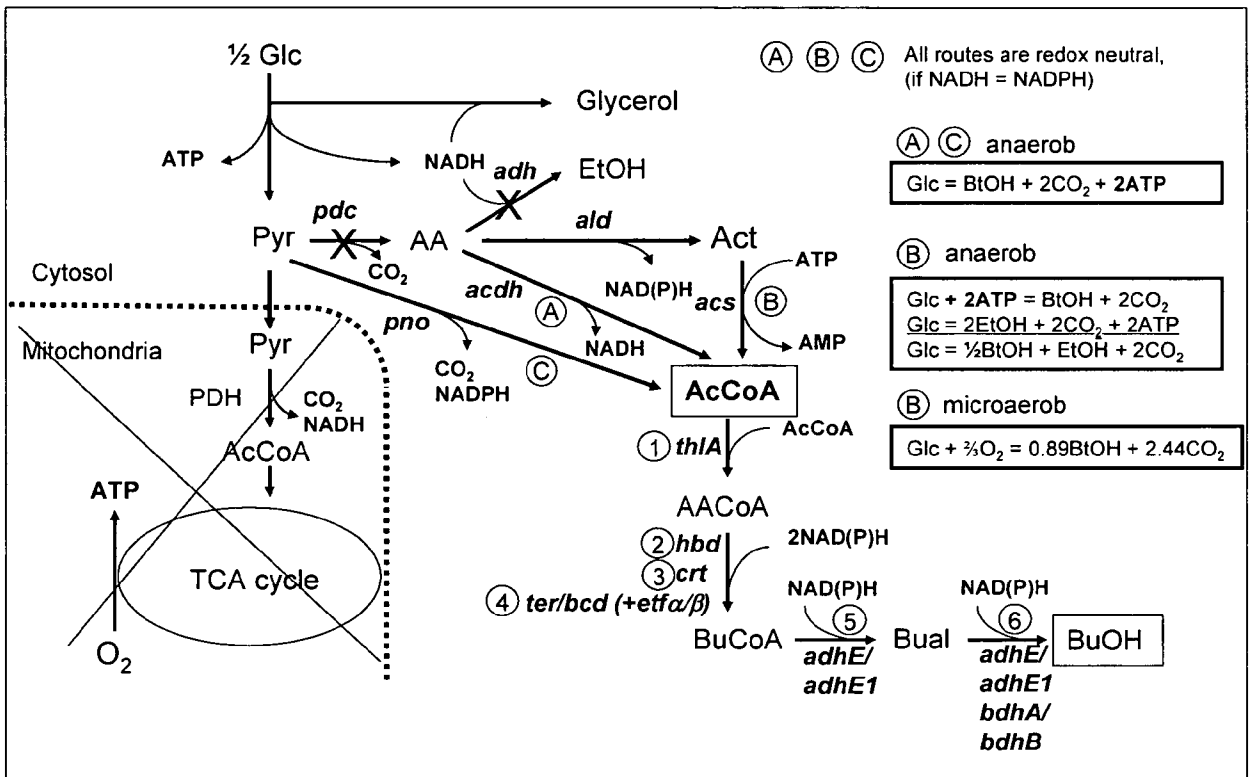 ½ Glc
Ⓐ Ⓑ Ⓒ All routes are redox neutral,
(if NADH = NADPH)
Glycerol
ATP
NADH
adh
EtOH
Ⓐ Ⓒ anaerob
Glc = BtOH + 2CO₂ + 2ATP
Pyr
pdc
X
CO₂
AA
X
ald
Act
NAD(P)H
ATP
acs
Ⓑ
AMP
Ⓑ anaerob
Glc + 2ATP = BtOH + 2CO₂
Glc = 2EtOH + 2CO₂ + 2ATP
Glc = ½BtOH + EtOH + 2CO₂
Cytosol
acdh
Ⓐ
NADH
pno
CO₂
NADPH
Ⓒ
Mitochondria
Pyr
PDH
CO₂
NADH
AcCoA
ATP
TCA cycle
O₂
AcCoA
Ⓑ microaerob
Glc + ⅔O₂ = 0.89BtOH + 2.44CO₂
① thlA
AcCoA
AACoA
② hbd
2NAD(P)H
③ crt
④ ter/bcd (+etfα/β)
BuCoA
NAD(P)H
⑤
adhE/
adhE1
Bual
NAD(P)H
⑥
adhE/
adhE1
bdhA/
bdhB
BuOH